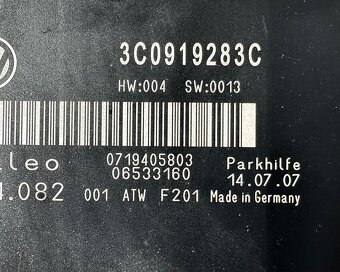 3C0919283C
HW:004 SW:0013
leo 0719405803 Parkhilfe
06533160 14.07.07
4.082 001 ATW F201 Made in Germany